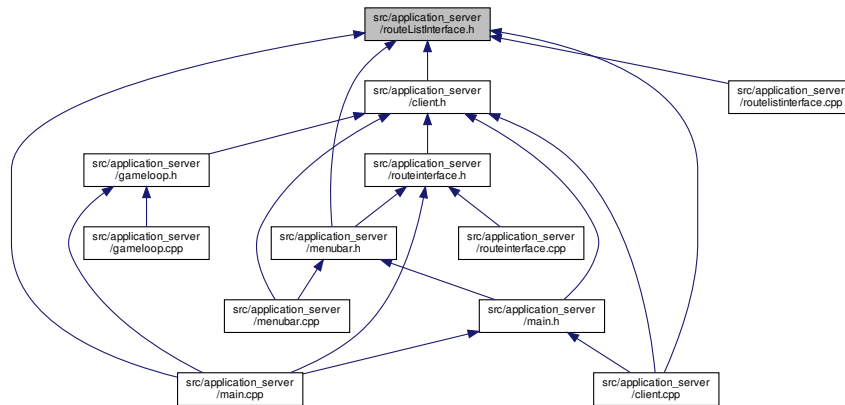 src/application_server
/routeListInterface.h
src/application_server
/client.h
src/application_server
/routelistinterface.cpp
src/application_server
/gameloop.h
src/application_server
/routeinterface.h
src/application_server
/gameloop.cpp
src/application_server
/menubar.h
src/application_server
/routeinterface.cpp
src/application_server
/menubar.cpp
src/application_server
/main.h
src/application_server
/main.cpp
src/application_server
/client.cpp